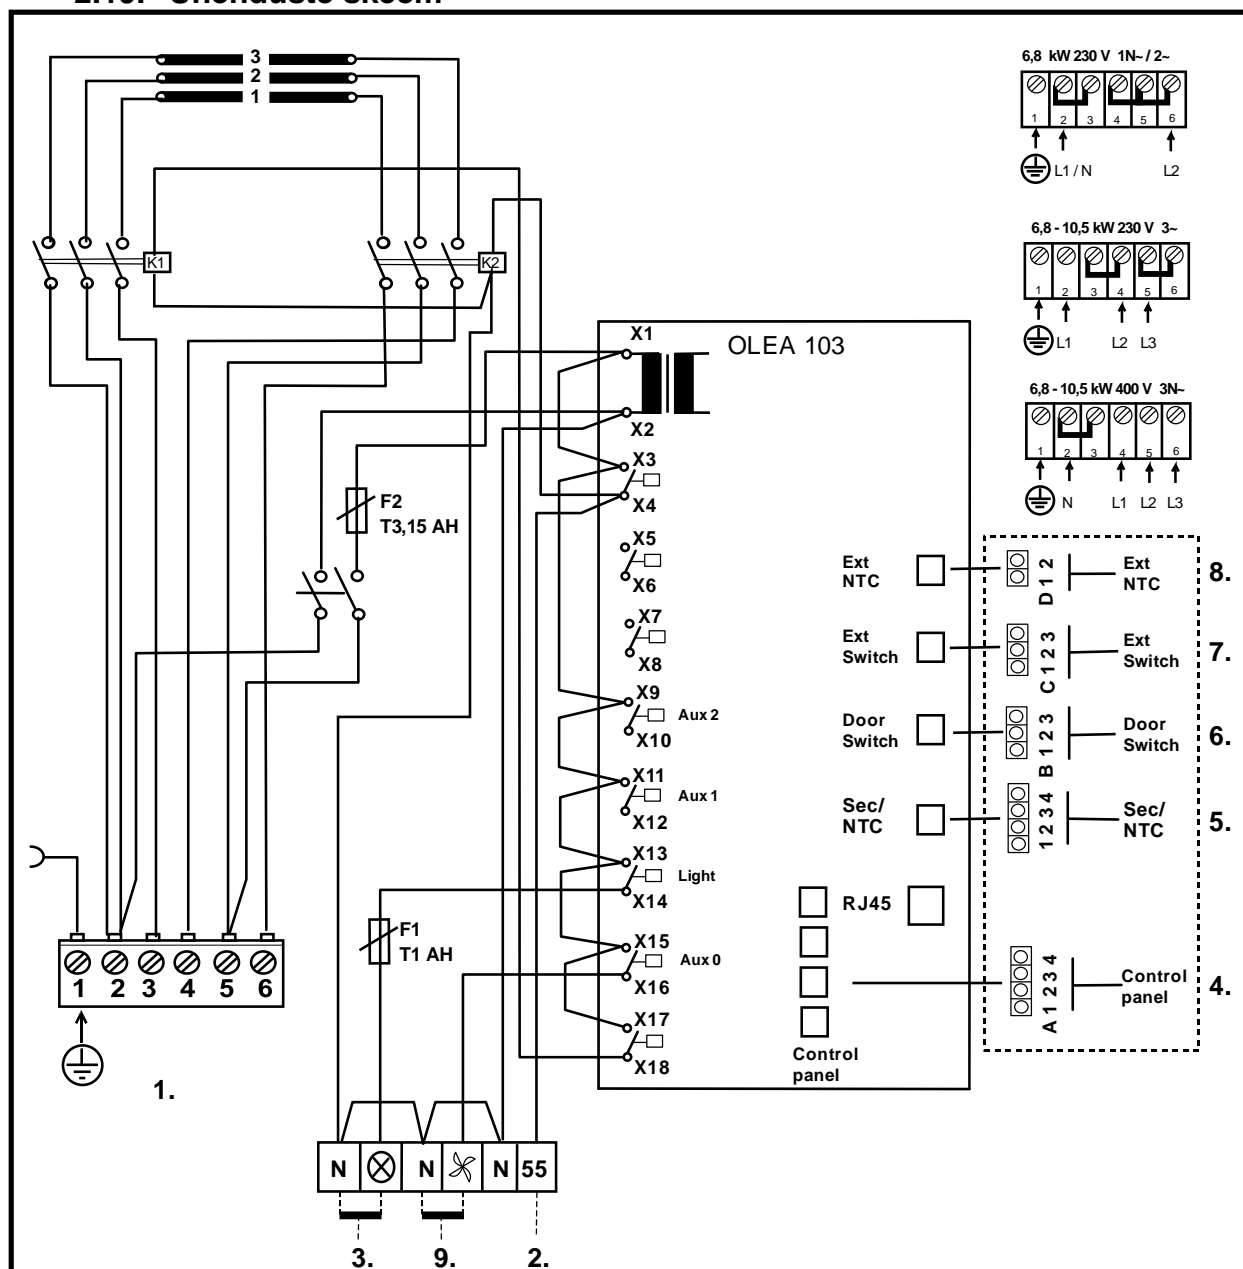 3
2
1
6,8 kW 230 V 1N~ / 2~
1 2 3 4 5 6
L1 / N L2
6,8 - 10,5 kW 230 V 3~
1 2 3 4 5 6
L1 L2 L3
6,8 - 10,5 kW 400 V 3N~
1 2 3 4 5 6
N L1 L2 L3
K1
K2
OLEA 103
X1
X2
X3
X4
X5
X6
X7
X8
X9
Aux 2
X10
X11
Aux 1
X12
X13
Light
X14
X15
Aux 0
X16
X17
X18
F2
T3,15 AH
F1
T1 AH
Ext
NTC
D 1 2
Ext
NTC
8.
Ext
Switch
C 1 2 3
Ext
Switch
7.
Door
Switch
B 1 2 3
Door
Switch
6.
Sec/
NTC
1 2 3 4
Sec/
NTC
5.
RJ45
Control
panel
A 1 2 3 4
Control
panel
4.
1 2 3 4 5 6
1.
N N N 55
3. 9. 2.